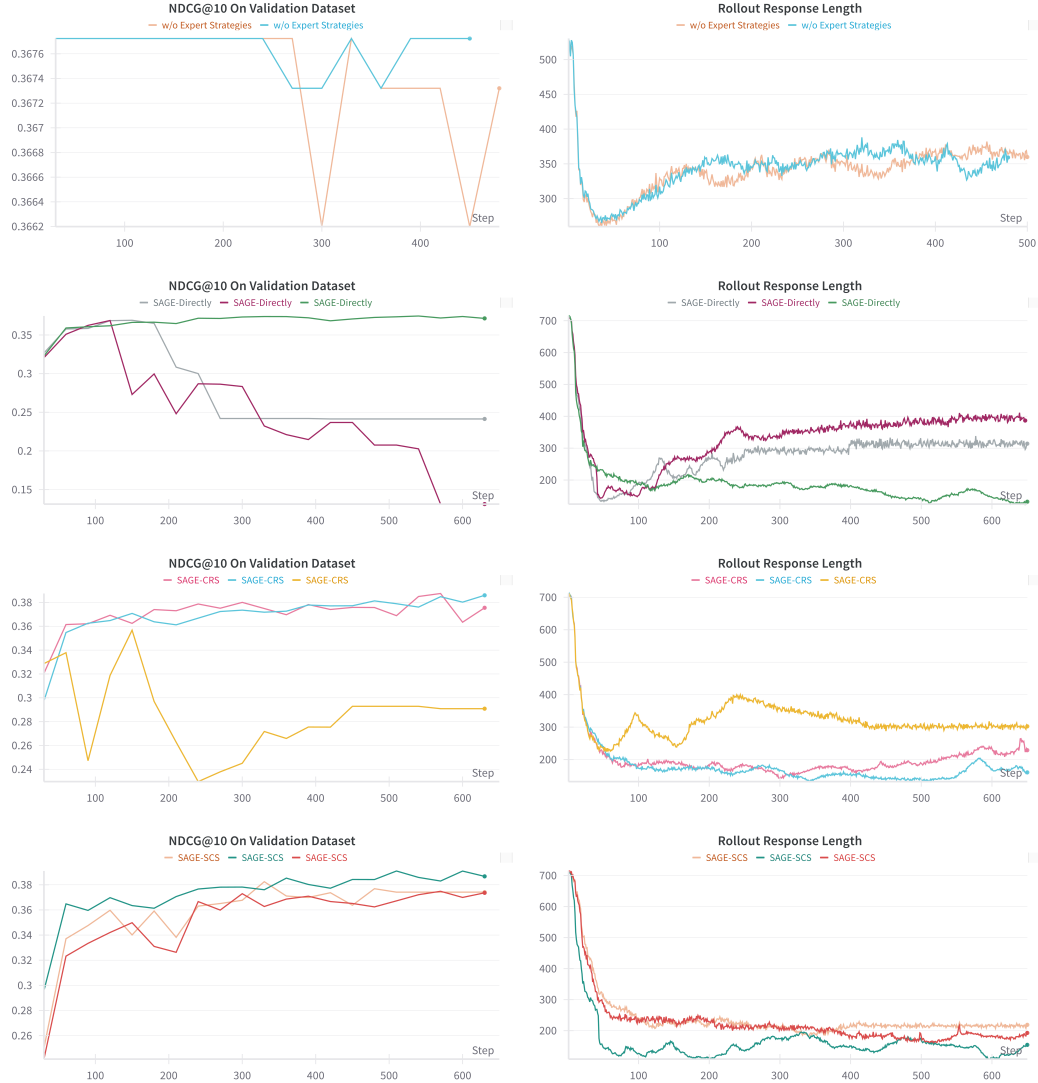 NDCG@10 On Validation Dataset
w/o Expert Strategies w/o Expert Strategies
0.3676
0.3674
0.3672
0.367
0.3668
0.3666
0.3664
0.3662
Step
100 200 300 400
Rollout Response Length
w/o Expert Strategies w/o Expert Strategies
500
450
400
350
300
Step
100 200 300 400 500
NDCG@10 On Validation Dataset
SAGE-Directly SAGE-Directly SAGE-Directly
0.35
0.3
0.25
0.2
0.15
Step
100 200 300 400 500 600
Rollout Response Length
SAGE-Directly SAGE-Directly SAGE-Directly
700
600
500
400
300
200
Step
100 200 300 400 500 600
NDCG@10 On Validation Dataset
SAGE-CRS SAGE-CRS SAGE-CRS
0.38
0.36
0.34
0.32
0.3
0.28
0.26
0.24
Step
100 200 300 400 500 600
Rollout Response Length
SAGE-CRS SAGE-CRS SAGE-CRS
700
600
500
400
300
200
Step
100 200 300 400 500 600
NDCG@10 On Validation Dataset
SAGE-SCS SAGE-SCS SAGE-SCS
0.38
0.36
0.34
0.32
0.3
0.28
0.26
Step
100 200 300 400 500 600
Rollout Response Length
SAGE-SCS SAGE-SCS SAGE-SCS
700
600
500
400
300
200
Step
100 200 300 400 500 600